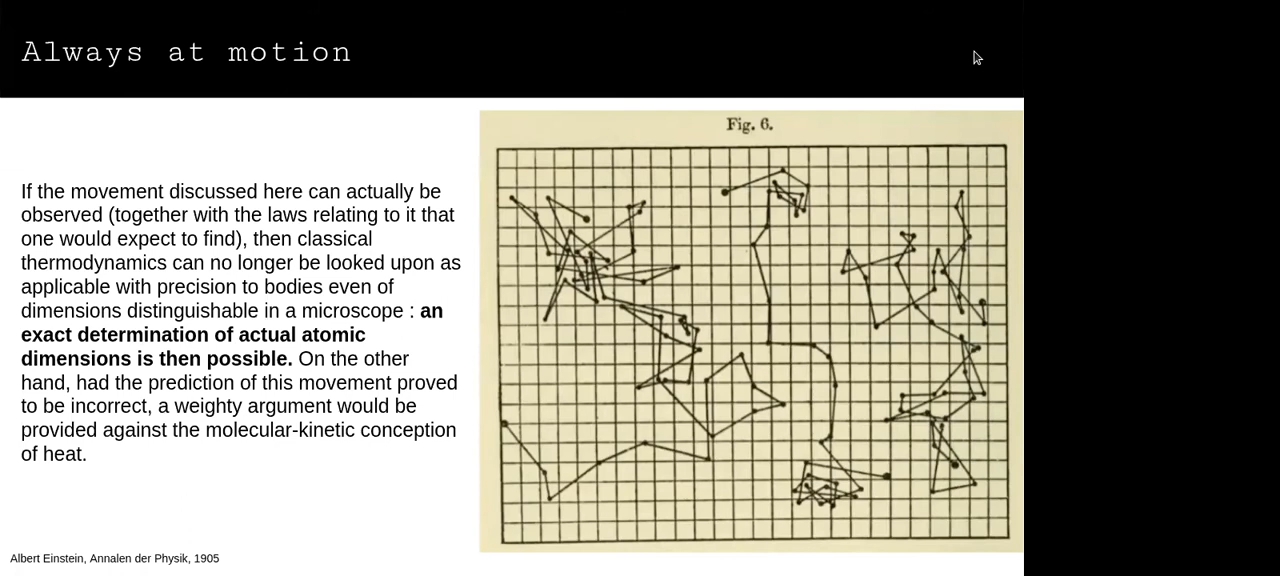 Always at motion
Fig. 6.
If the movement discussed here can actually be
observed (together with the laws relating to it that
one would expect to find), then classical
thermodynamics can no longer be looked upon as
applicable with precision to bodies even of
dimensions distinguishable in a microscope : an
exact determination of actual atomic
dimensions is then possible. On the other
hand, had the prediction of this movement proved
to be incorrect, a weighty argument would be
provided against the molecular-kinetic conception
of heat.
Albert Einstein, Annalen der Physik, 1905